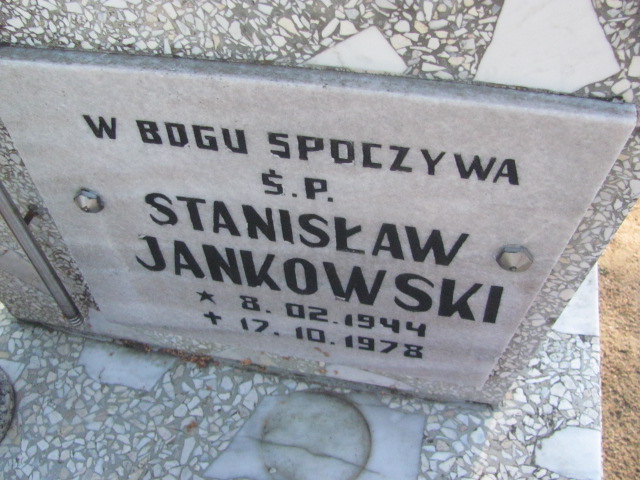 W BOGU SPOCZYWA
Ś.P.
STANISŁAW
JANKOWSKI
★ 8.02.1944
✝ 17.10.1978